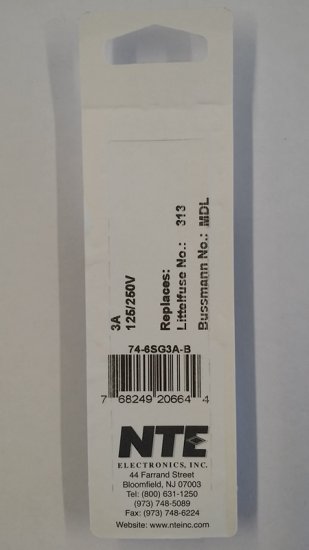 3A
125/250V
Replaces:
Littelfuse No.: 313
Bussmann No.: MDL
74-6SG3A-B
7 68249 20664 4
NTE
ELECTRONICS, INC.
44 Farrand Street
Bloomfield, NJ 07003
Tel: (800) 631-1250
(973) 748-5089
Fax: (973) 748-6224
Website: www.nteinc.com